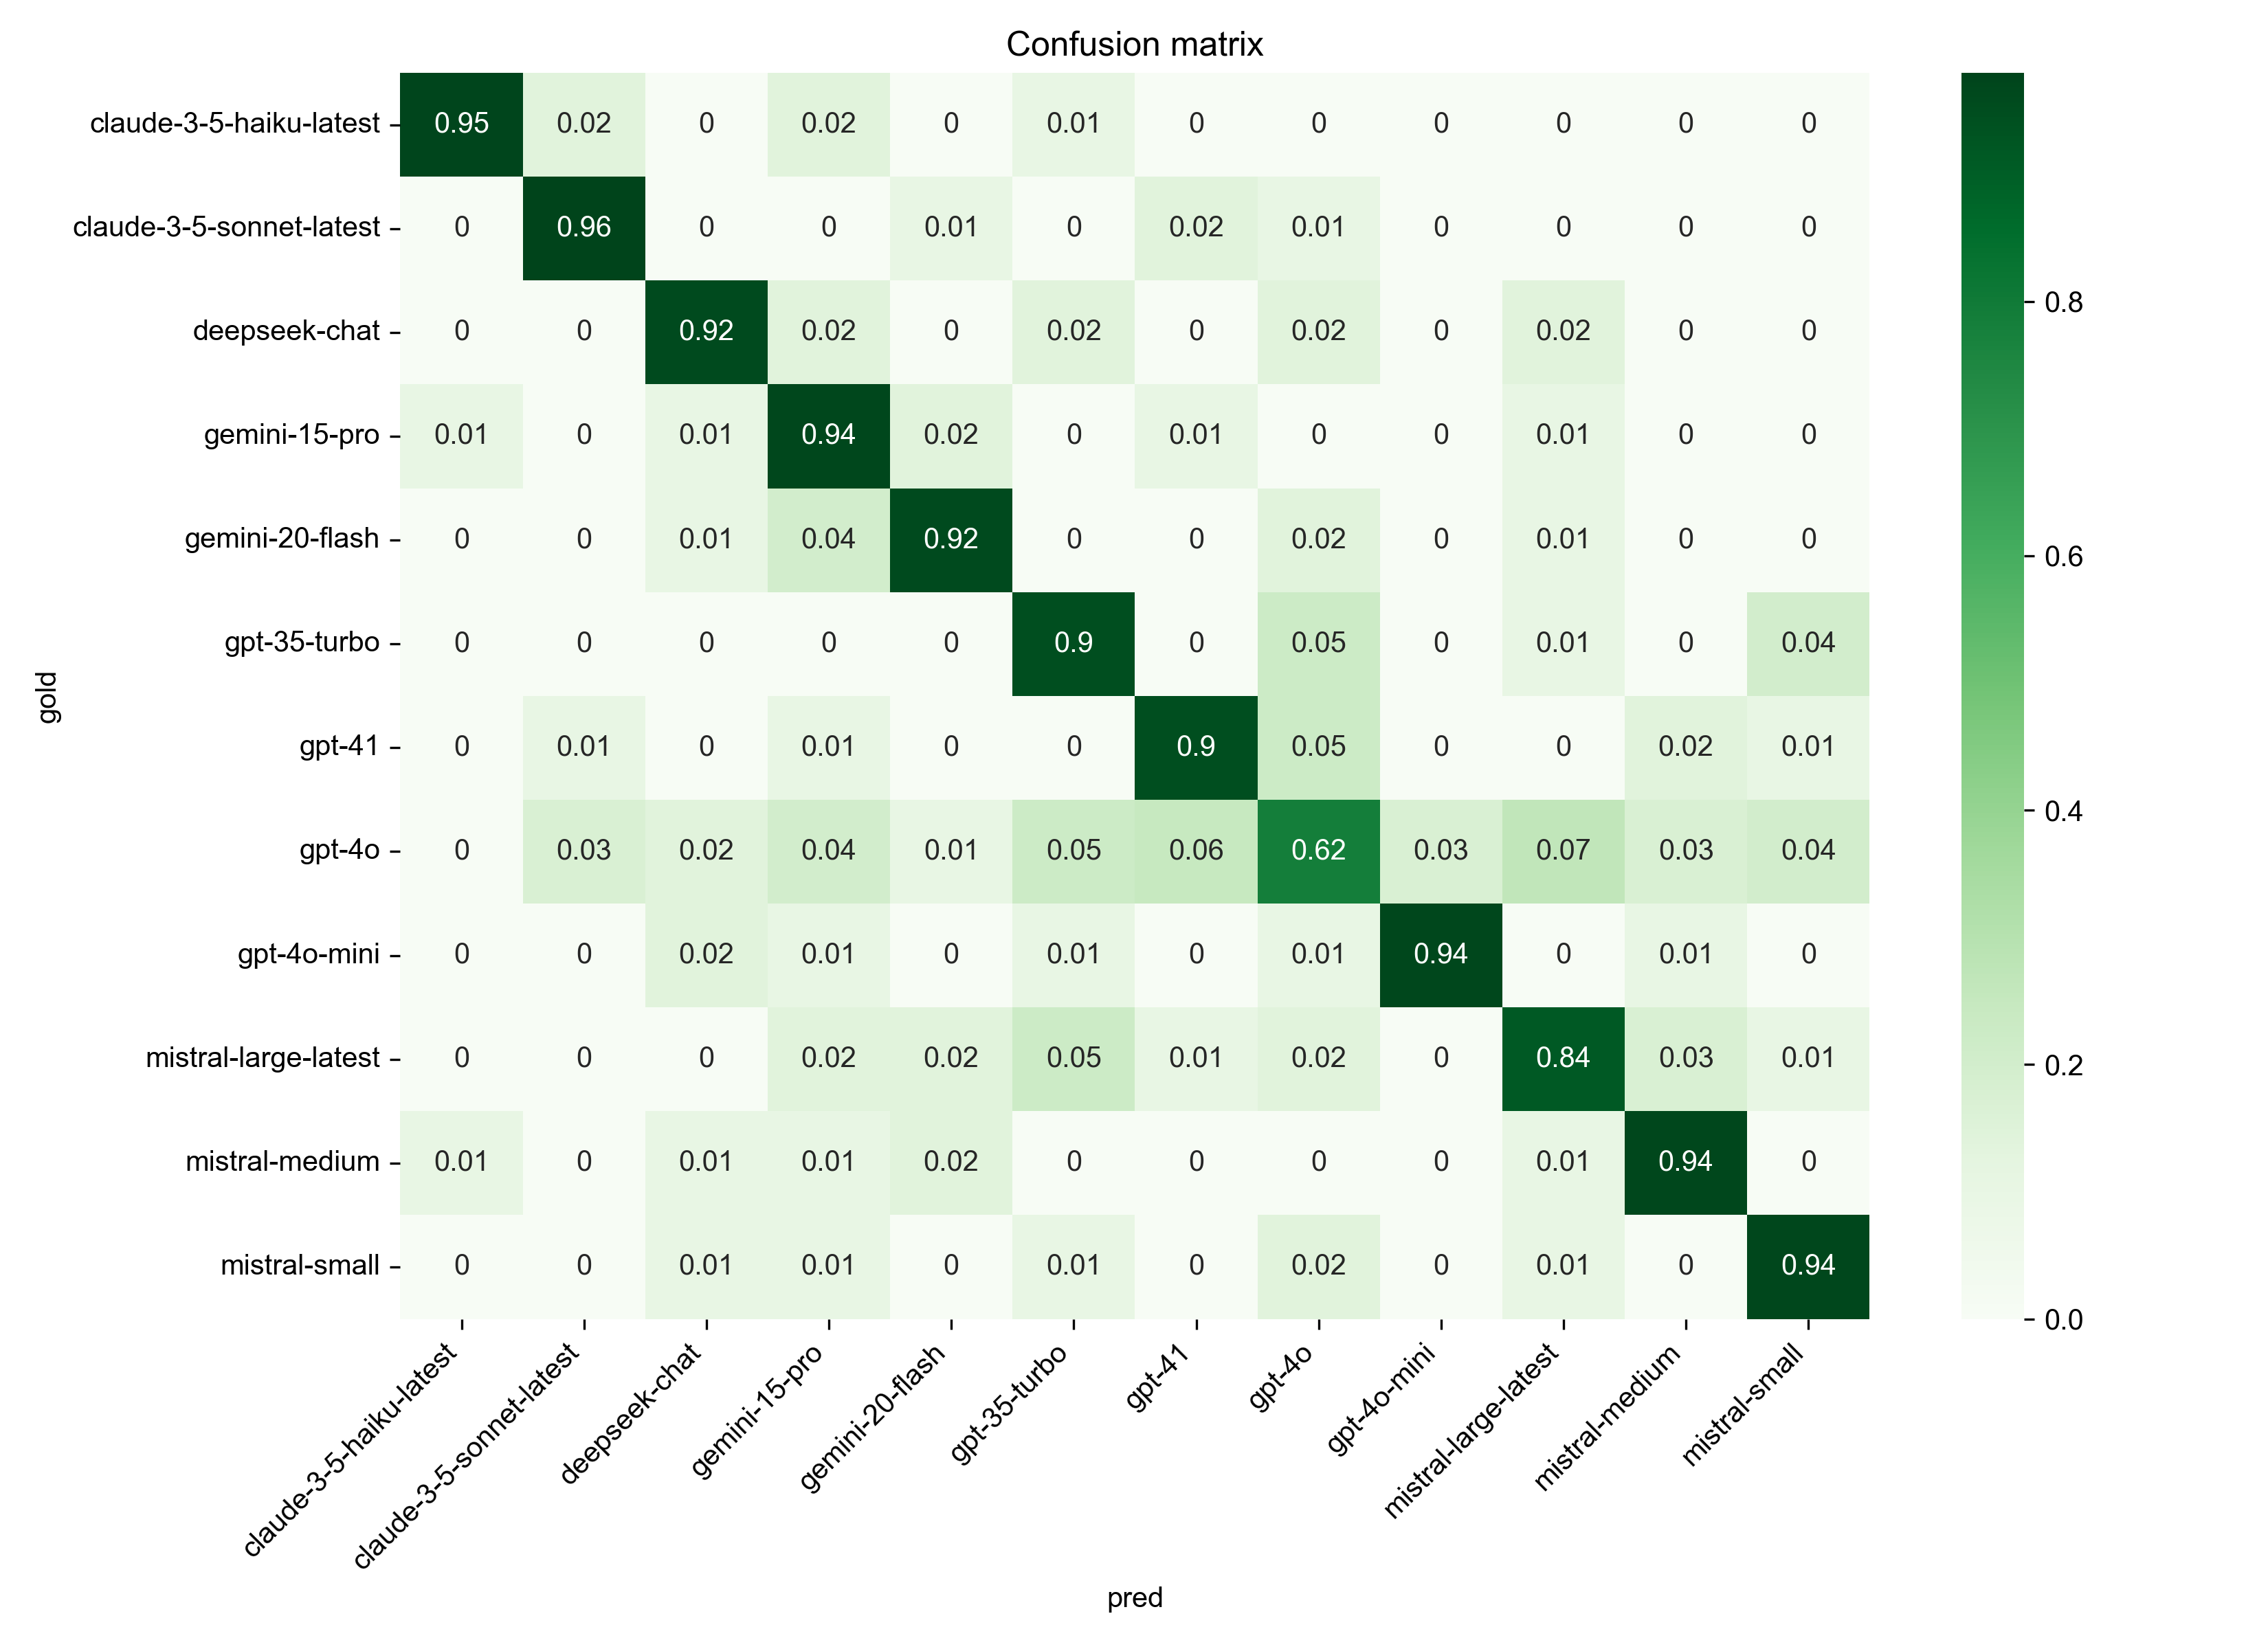 Confusion matrix
claude-3-5-haiku-latest 0.95 0.02 0 0.02 0 0.01 0 0 0 0 0 0
claude-3-5-sonnet-latest 0 0.96 0 0 0.01 0 0.02 0.01 0 0 0 0
deepseek-chat 0 0 0.92 0.02 0 0.02 0 0.02 0 0.02 0 0
gemini-15-pro 0.01 0 0.01 0.94 0.02 0 0.01 0 0 0.01 0 0
gemini-20-flash 0 0 0.01 0.04 0.92 0 0 0.02 0 0.01 0 0
gpt-35-turbo 0 0 0 0 0 0.9 0 0.05 0 0.01 0 0.04
gpt-41 0 0.01 0 0.01 0 0 0.9 0.05 0 0 0.02 0.01
gpt-4o 0 0.03 0.02 0.04 0.01 0.05 0.06 0.62 0.03 0.07 0.03 0.04
gpt-4o-mini 0 0 0.02 0.01 0 0.01 0 0.01 0.94 0 0.01 0
mistral-large-latest 0 0 0 0.02 0.02 0.05 0.01 0.02 0 0.84 0.03 0.01
mistral-medium 0.01 0 0.01 0.01 0.02 0 0 0 0 0.01 0.94 0
mistral-small 0 0 0.01 0.01 0 0.01 0 0.02 0 0.01 0 0.94
gold
claude-3-5-haiku-latest
claude-3-5-sonnet-latest
deepseek-chat
gemini-15-pro
gemini-20-flash
gpt-35-turbo
gpt-41
gpt-4o
gpt-4o-mini
mistral-large-latest
mistral-medium
mistral-small
pred
0.8
0.6
0.4
0.2
0.0